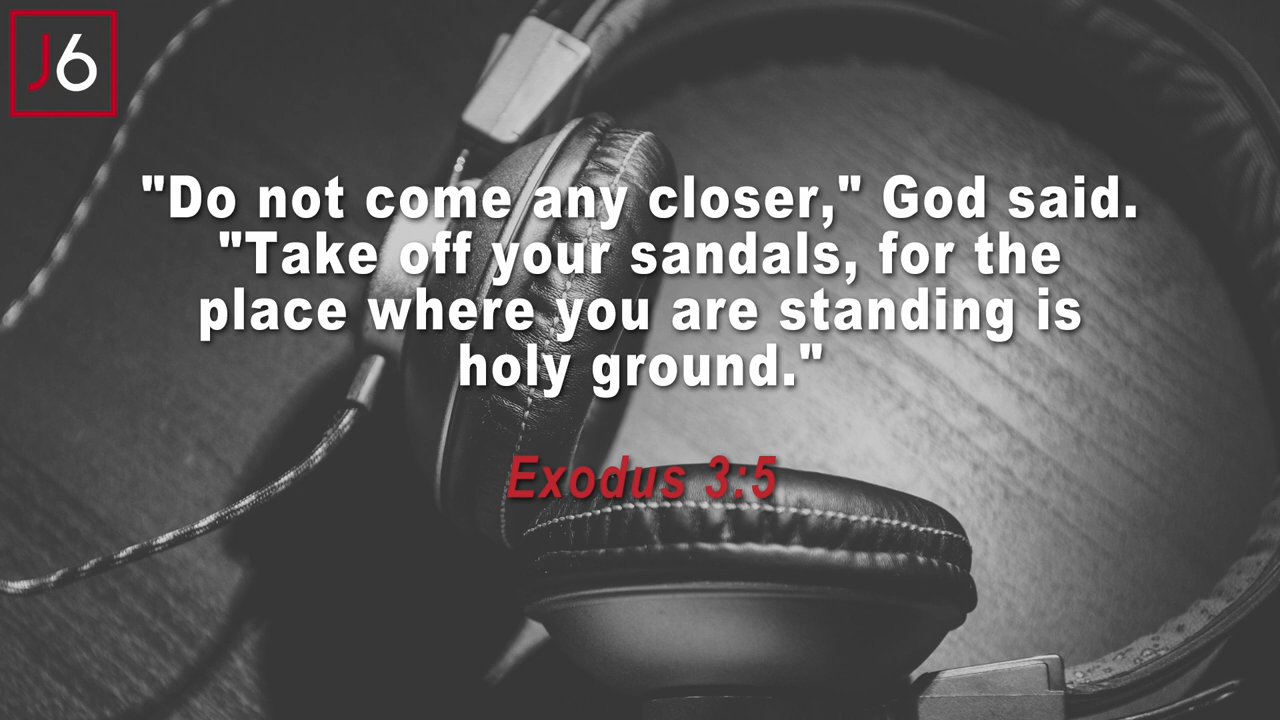 J6
"Do not come any closer," God said.
"Take off your sandals, for the
place where you are standing is
holy ground."
Exodus 3:5